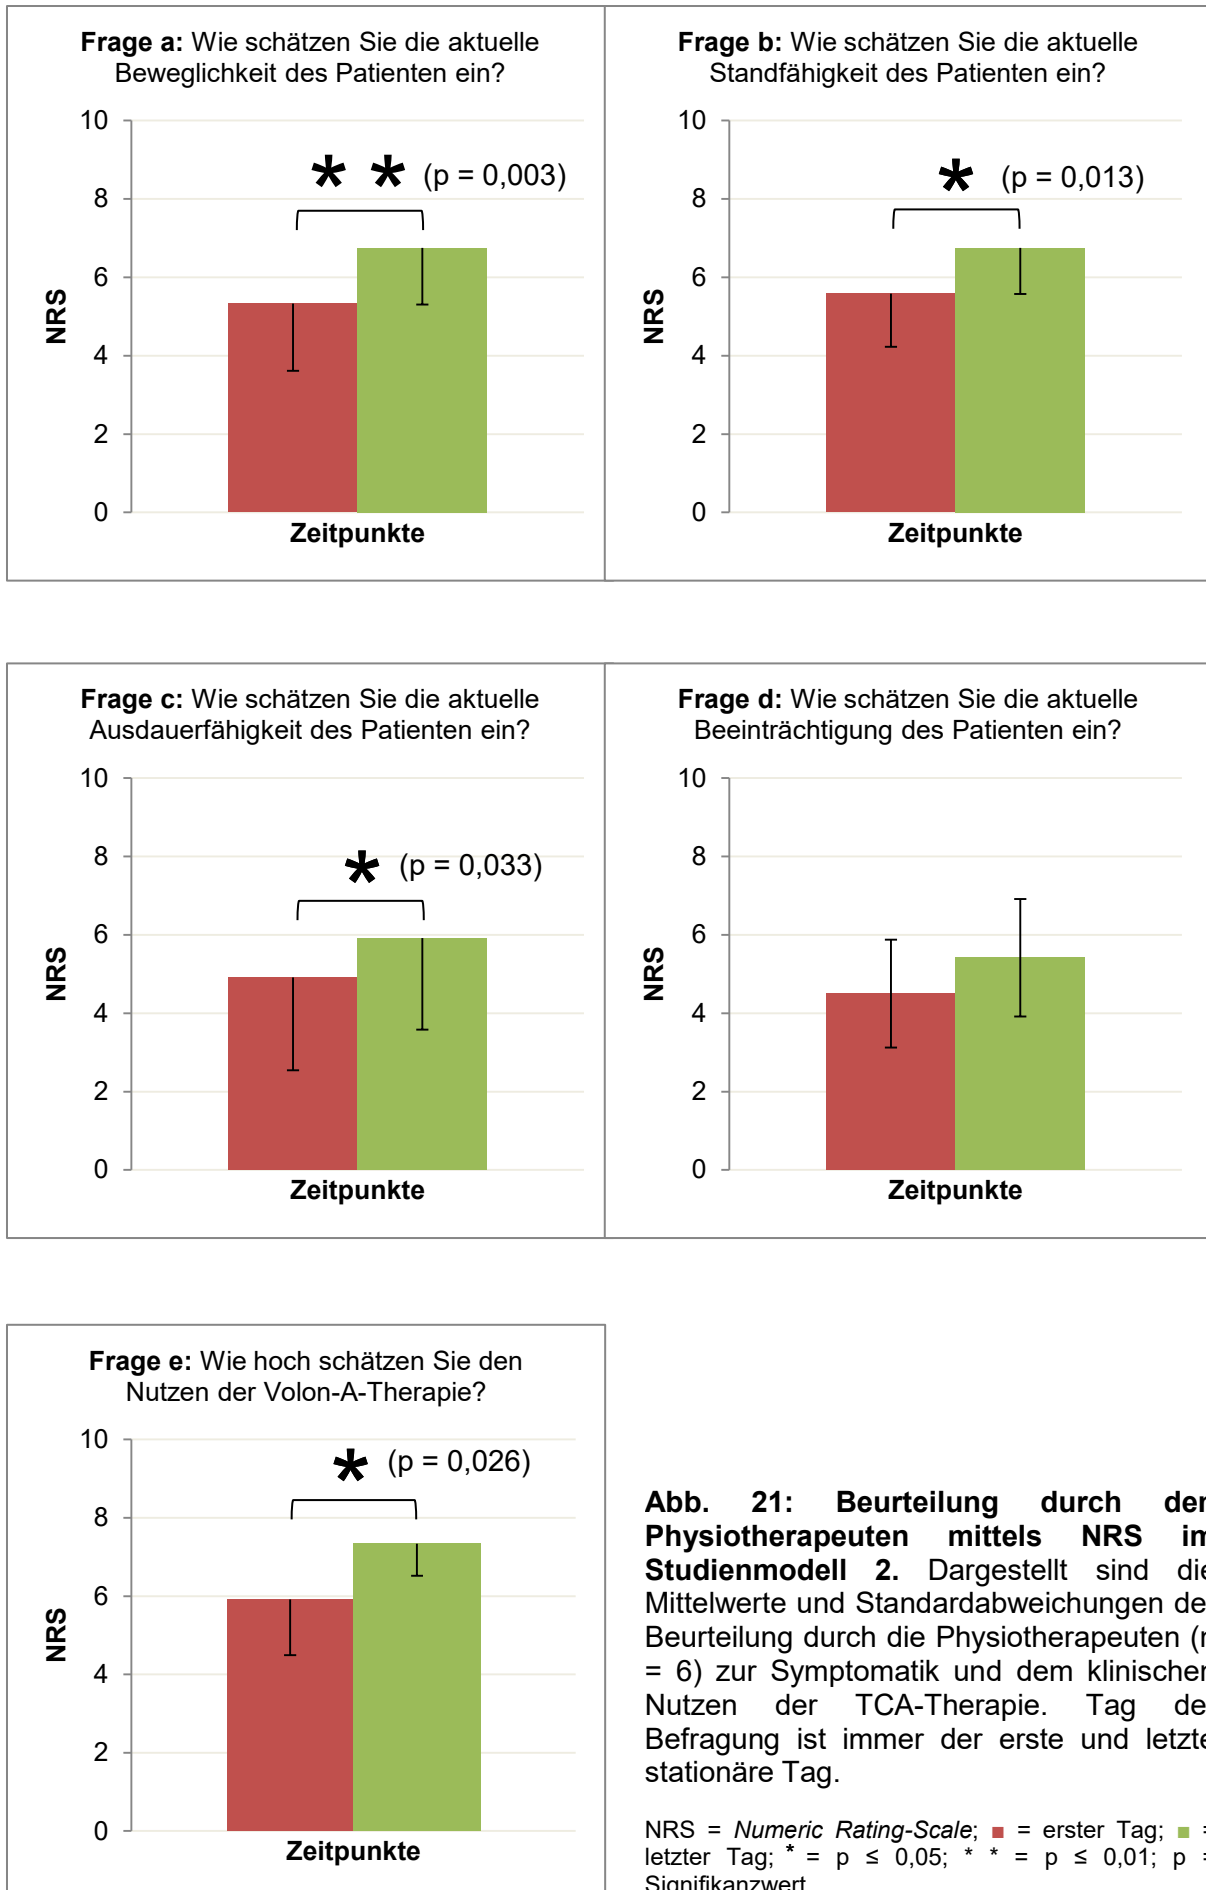 Frage a: Wie schätzen Sie die aktuelle
Beweglichkeit des Patienten ein?
10
8
6
4
2
0
NRS
* * (p = 0,003)
Zeitpunkte
Frage b: Wie schätzen Sie die aktuelle
Standfähigkeit des Patienten ein?
10
8
6
4
2
0
NRS
* (p = 0,013)
Zeitpunkte
Frage c: Wie schätzen Sie die aktuelle
Ausdauerfähigkeit des Patienten ein?
10
8
6
4
2
0
NRS
* (p = 0,033)
Zeitpunkte
Frage d: Wie schätzen Sie die aktuelle
Beeinträchtigung des Patienten ein?
10
8
6
4
2
0
NRS
Zeitpunkte
Frage e: Wie hoch schätzen Sie den
Nutzen der Volon-A-Therapie?
10
8
6
4
2
0
NRS
* (p = 0,026)
Zeitpunkte
Abb. 21: Beurteilung durch den
Physiotherapeuten mittels NRS im
Studienmodell 2. Dargestellt sind die
Mittelwerte und Standardabweichungen de
Beurteilung durch die Physiotherapeuten (n
= 6) zur Symptomatik und dem klinischen
Nutzen der TCA-Therapie. Tag de
Befragung ist immer der erste und letzte
stationäre Tag.
NRS = Numeric Rating-Scale; ■ = erster Tag; ■ =
letzter Tag; * = p ≤ 0,05; * * = p ≤ 0,01; p =
Signifikanzwert